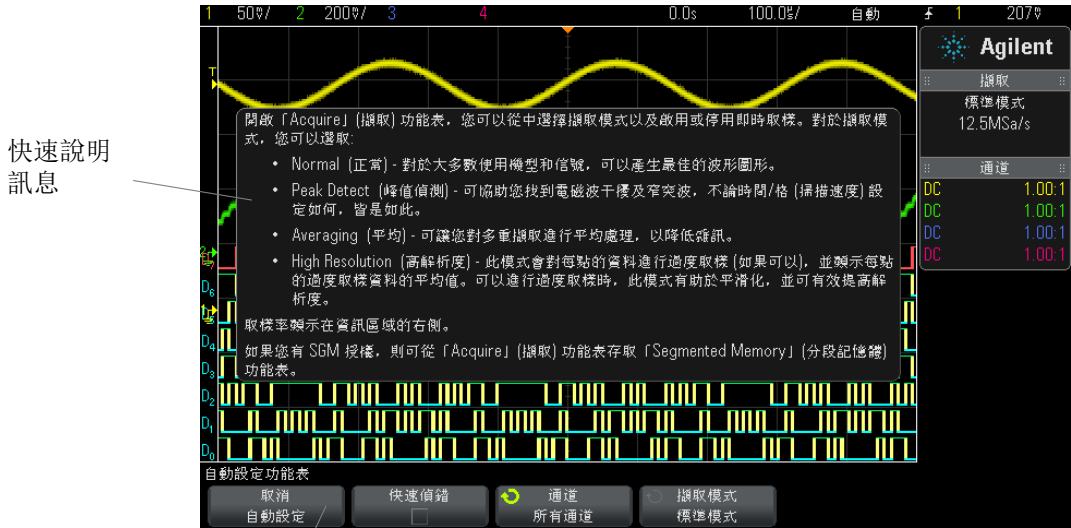 1 50▿/ 2 200▿/ 3 4 0.0s 100.0▿/ 自動 1 207▿
Agilent
擷取
標準模式
12.5MSa/s
通道
DC 1.00:1
DC 1.00:1
DC 1.00:1
DC 1.00:1
快速說明
訊息
T
開啟「Acquire」(擷取) 功能表，您可以從中選擇擷取模式以及啟用或停用即時取樣。對於擷取模
式，您可以選取:
• Normal (正常) - 對於大多數使用機型和信號，可以產生最佳的波形圖形。
• Peak Detect (峰值偵測) - 可協助您找到電磁波干擾及窄突波，不論時間/格 (掃描速度) 設
定如何，皆是如此。
• Averaging (平均) - 可讓您對多重擷取進行平均處理，以降低雜訊。
• High Resolution (高解析度) - 此模式會對每點的資料進行過度取樣 (如果可以)，並顯示每點
的過度取樣資料的平均值。可以進行過度取樣時，此模式有助於平滑化，並可有效提高解
析度。
取樣率顯示在資訊區域的右側。
如果您有 SGM 授權，則可從「Acquire」(擷取) 功能表存取「Segmented Memory」(分段記憶體)
功能表。
D6
D4
D3
D2
D1
D0
自動設定功能表
取消
自動設定
快速偵錯
通道
所有通道
擷取模式
標準模式